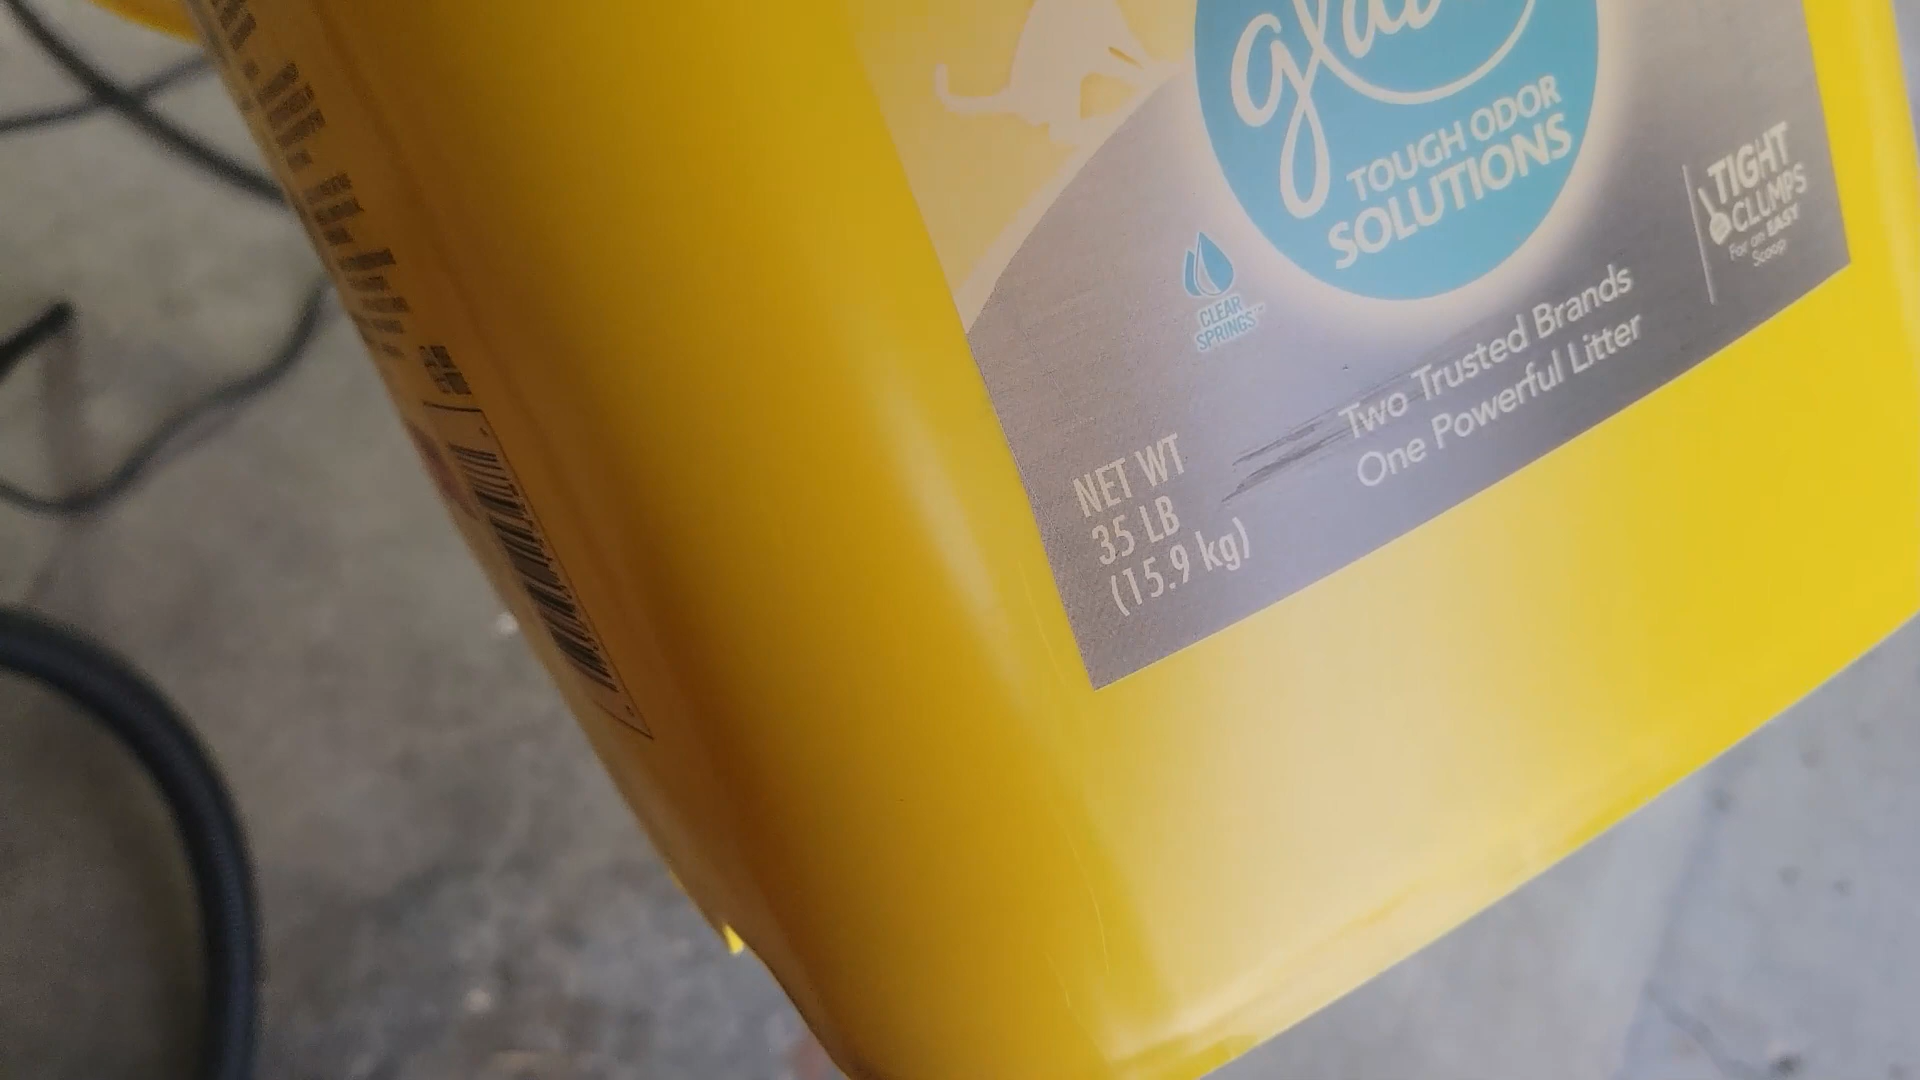 TOUGH ODOR
SOLUTIONS
CLEAR
SPRINGS™
TIGHT
CLUMPS
For an EASY
Scoop
Two Trusted Brands
One Powerful Litter
NET WT
35 LB
(15.9 kg)